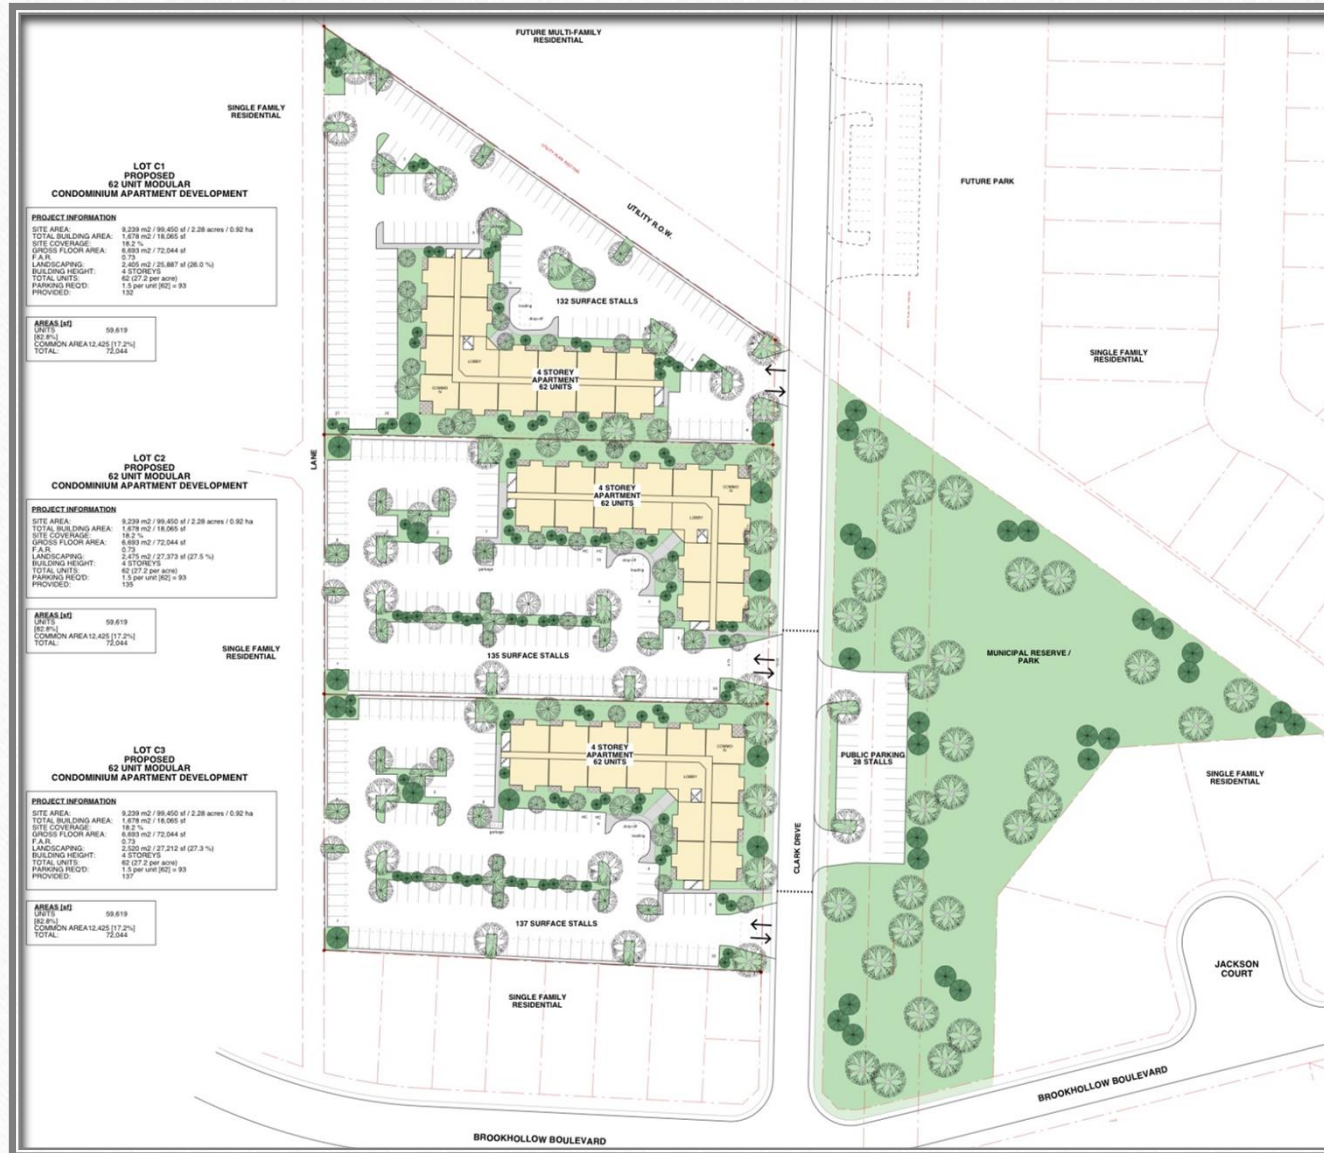 FUTURE MULTI-FAMILY
RESIDENTIAL
SINGLE FAMILY
RESIDENTIAL
LOT C1
PROPOSED
62 UNIT MODULAR
CONDOMINIUM APARTMENT DEVELOPMENT
PROJECT INFORMATION
SITE AREA: 9,239 m2 / 99,450 sf / 2.28 acres / 0.92 ha
TOTAL BUILDING AREA: 1,678 m2 / 18,065 sf
SITE COVERAGE: 18.2 %
GROSS FLOOR AREA: 6,693 m2 / 72,044 sf
F.A.R. 0.73
LANDSCAPING: 2,405 m2 / 25,887 sf (26.0 %)
BUILDING HEIGHT: 4 STOREYS
TOTAL UNITS: 62 (27.2 per acre)
PARKING REQ'D: 1.5 per unit [62] = 93
PROVIDED: 132
AREAS [sf]
UNITS 59,619
[82.8%]
COMMON AREA 12,425 [17.2%]
TOTAL: 72,044
UTILITY R.O.W.
FUTURE PARK
132 SURFACE STALLS
loading
drop-off
LOBBY
COMMO
N
4 STOREY
APARTMENT
62 UNITS
SINGLE FAMILY
RESIDENTIAL
LANE
LOT C2
PROPOSED
62 UNIT MODULAR
CONDOMINIUM APARTMENT DEVELOPMENT
PROJECT INFORMATION
SITE AREA: 9,239 m2 / 99,450 sf / 2.28 acres / 0.92 ha
TOTAL BUILDING AREA: 1,678 m2 / 18,065 sf
SITE COVERAGE: 18.2 %
GROSS FLOOR AREA: 6,693 m2 / 72,044 sf
F.A.R. 0.73
LANDSCAPING: 2,475 m2 / 27,373 sf (27.5 %)
BUILDING HEIGHT: 4 STOREYS
TOTAL UNITS: 62 (27.2 per acre)
PARKING REQ'D: 1.5 per unit [62] = 93
PROVIDED: 135
AREAS [sf]
UNITS 59,619
[82.8%]
COMMON AREA 12,425 [17.2%]
TOTAL: 72,044
SINGLE FAMILY
RESIDENTIAL
4 STOREY
APARTMENT
62 UNITS
COMMO
N
LOBBY
drop-off
loading
garbage
135 SURFACE STALLS
MUNICIPAL RESERVE /
PARK
LOT C3
PROPOSED
62 UNIT MODULAR
CONDOMINIUM APARTMENT DEVELOPMENT
PROJECT INFORMATION
SITE AREA: 9,239 m2 / 99,450 sf / 2.28 acres / 0.92 ha
TOTAL BUILDING AREA: 1,678 m2 / 18,065 sf
SITE COVERAGE: 18.2 %
GROSS FLOOR AREA: 6,693 m2 / 72,044 sf
F.A.R. 0.73
LANDSCAPING: 2,520 m2 / 27,212 sf (27.3 %)
BUILDING HEIGHT: 4 STOREYS
TOTAL UNITS: 62 (27.2 per acre)
PARKING REQ'D: 1.5 per unit [62] = 93
PROVIDED: 137
AREAS [sf]
UNITS 59,619
[82.8%]
COMMON AREA 12,425 [17.2%]
TOTAL: 72,044
4 STOREY
APARTMENT
62 UNITS
COMMO
N
LOBBY
drop-off
loading
garbage
PUBLIC PARKING
28 STALLS
SINGLE FAMILY
RESIDENTIAL
CLARK DRIVE
137 SURFACE STALLS
JACKSON
COURT
SINGLE FAMILY
RESIDENTIAL
BROOKHOLLOW BOULEVARD
BROOKHOLLOW BOULEVARD